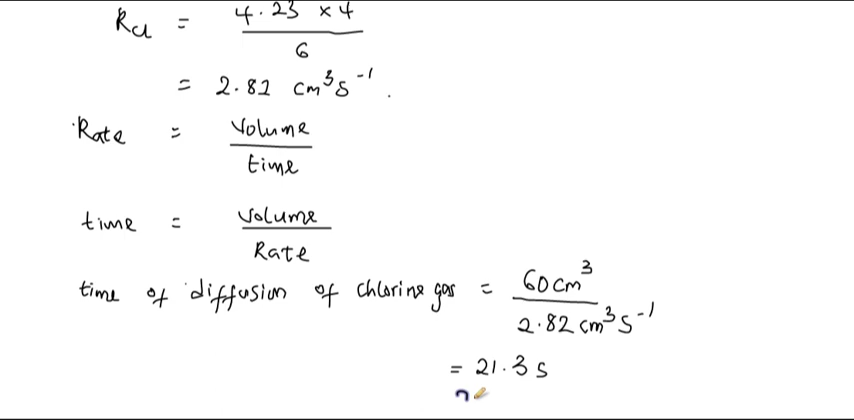 RCl = 4.23 × 4 / 6
= 2.82 cm³s⁻¹.
Rate = Volume / time
time = Volume / Rate
time of diffusion of chlorine gas = 60cm³ / 2.82 cm³s⁻¹
= 21.3 s